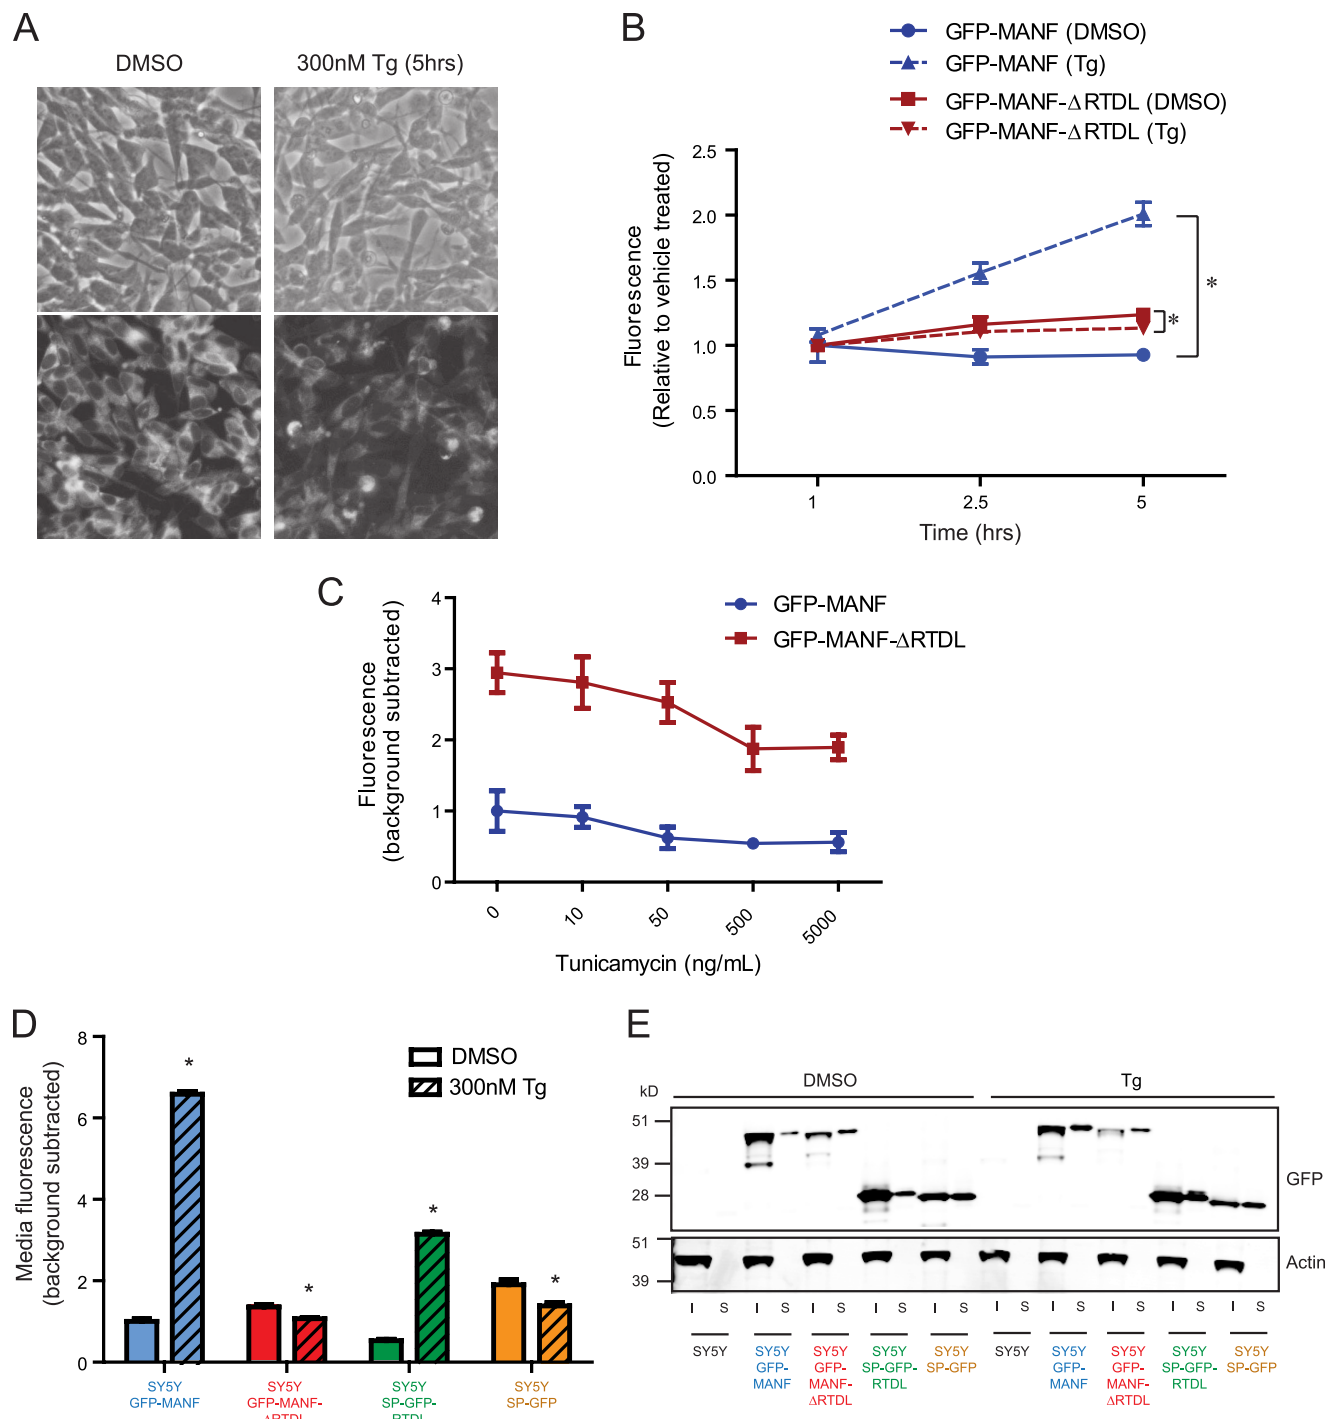 A
DMSO
300nM Tg (5hrs)
B
GFP-MANF (DMSO)
GFP-MANF (Tg)
GFP-MANF-ΔRTDL (DMSO)
GFP-MANF-ΔRTDL (Tg)
Fluorescence
(Relative to vehicle treated)
2.5
2.0
1.5
1.0
0.5
0.0
*
*
1
2.5
5
Time (hrs)
C
GFP-MANF
GFP-MANF-ΔRTDL
Fluorescence
(background subtracted)
4
3
2
1
0
0
10
50
500
5000
Tunicamycin (ng/mL)
D
Media fluorescence
(background subtracted)
8
6
4
2
0
DMSO
300nM Tg
*
*
*
*
SY5Y
GFP-MANF
SY5Y
GFP-MANF-
ΔRTDL
SY5Y
SP-GFP-
RTDL
SY5Y
SP-GFP
E
DMSO
Tg
kD
51
39
28
GFP
51
39
Actin
I S I S I S I S I S I S I S I S I S I S
SY5Y
SY5Y
GFP-
MANF
SY5Y
GFP-
MANF-
ΔRTDL
SY5Y
SP-GFP-
RTDL
SY5Y
SP-GFP
SY5Y
SY5Y
GFP-
MANF
SY5Y
GFP-
MANF-
ΔRTDL
SY5Y
SP-GFP-
RTDL
SY5Y
SP-GFP